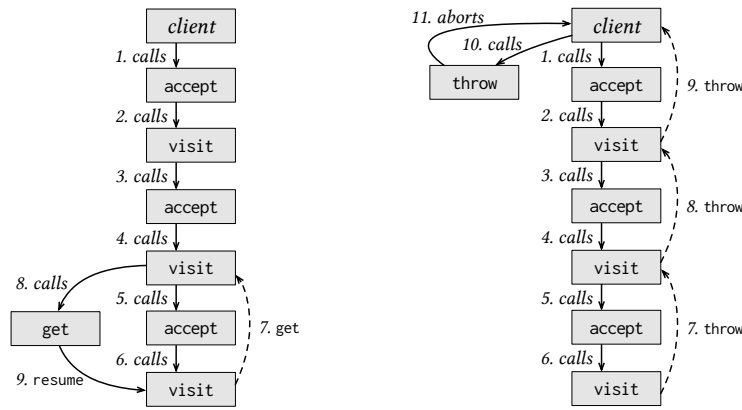 client
1. calls
accept
2. calls
visit
3. calls
accept
4. calls
visit
8. calls
5. calls
get
accept
7. get
6. calls
9. resume
visit
11. aborts
client
10. calls
1. calls
throw
accept
9. throw
2. calls
visit
3. calls
accept
8. throw
4. calls
visit
5. calls
accept
7. throw
6. calls
visit